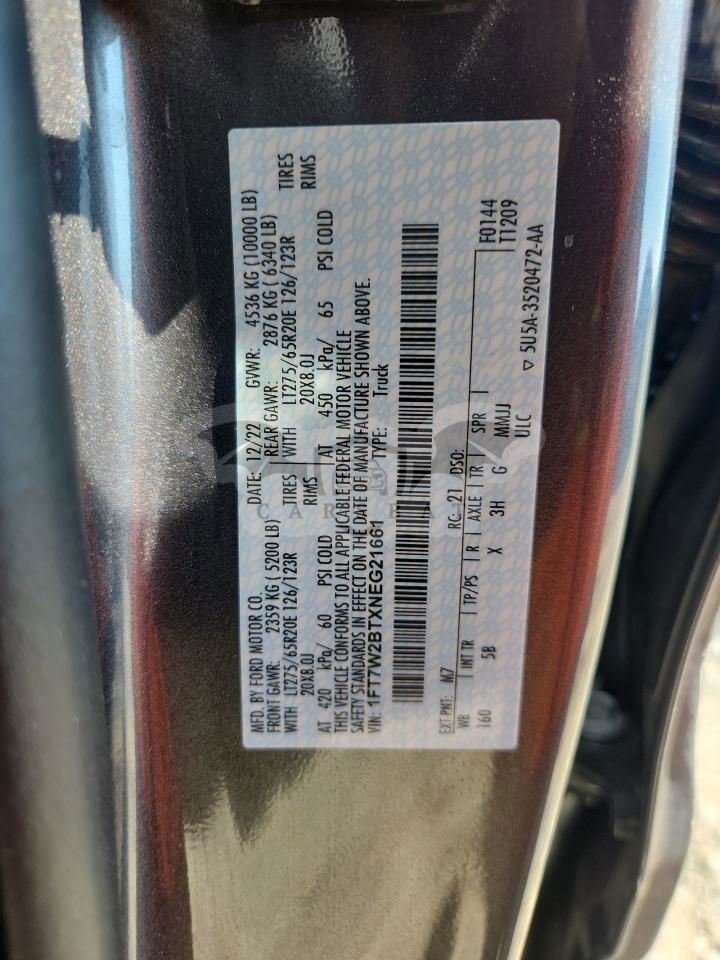 MFD. BY FORD MOTOR CO. DATE: 12/22 GVWR: 4536 KG (10000 LB)
FRONT GAWR: 2359 KG ( 5200 LB) REAR GAWR: 2876 KG ( 6340 LB)
WITH LT275/65R20E 126/123R TIRES WITH LT275/65R20E 126/123R TIRES
20X8.0J RIMS 20X8.0J RIMS
AT 420 kPa/ 60 PSI COLD AT 450 kPa/ 65 PSI COLD
THIS VEHICLE CONFORMS TO ALL APPLICABLE FEDERAL MOTOR VEHICLE
SAFETY STANDARDS IN EFFECT ON THE DATE OF MANUFACTURE SHOWN ABOVE.
VIN: 1FT7W2BTXNEG21661 TYPE: Truck
EXT PNT: M7 RC: 21 DSO: F0144
WB INT TR TP/PS R AXLE TR SPR T1209
160 5B X 3H G MMJJ
ULC ▽ 5U5A-3520472-AA